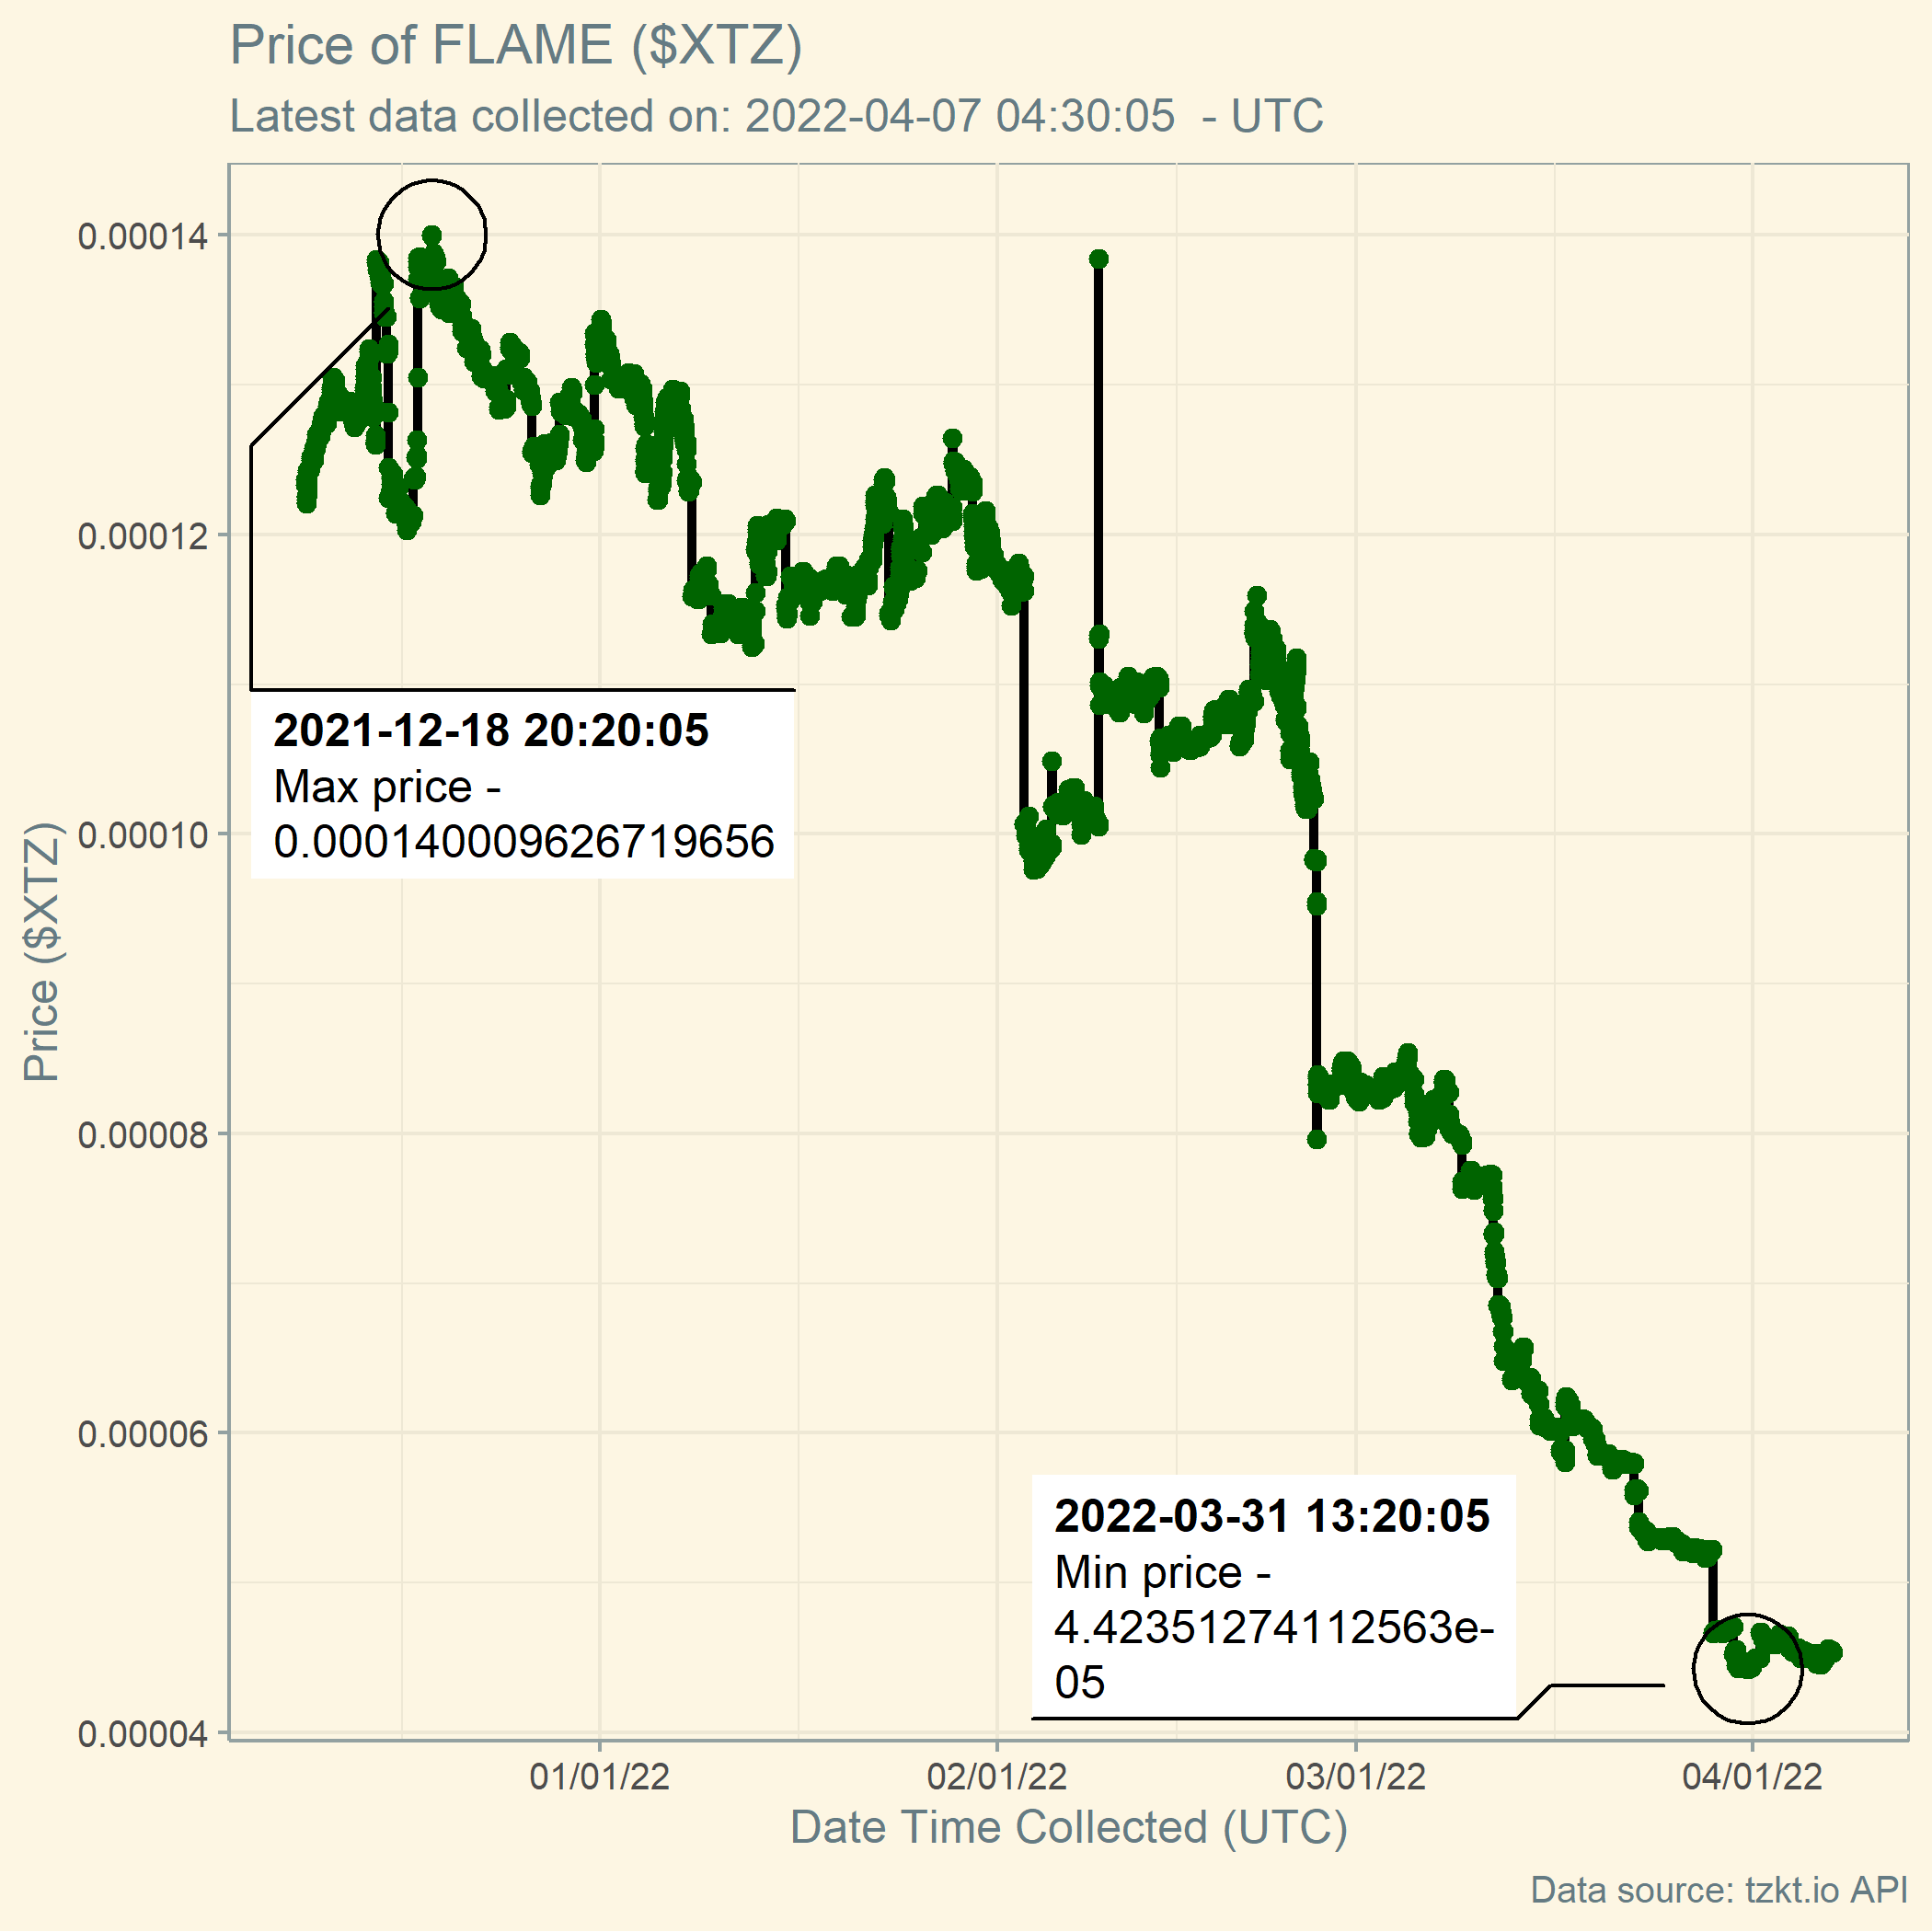 Price of FLAME ($XTZ)
Latest data collected on: 2022-04-07 04:30:05  - UTC
0.00014
0.00012
0.00010
0.00008
0.00006
0.00004
Price ($XTZ)
2021-12-18 20:20:05
Max price -
0.000140009626719656
2022-03-31 13:20:05
Min price -
4.42351274112563e-
05
01/01/22
02/01/22
03/01/22
04/01/22
Date Time Collected (UTC)
Data source: tzkt.io API